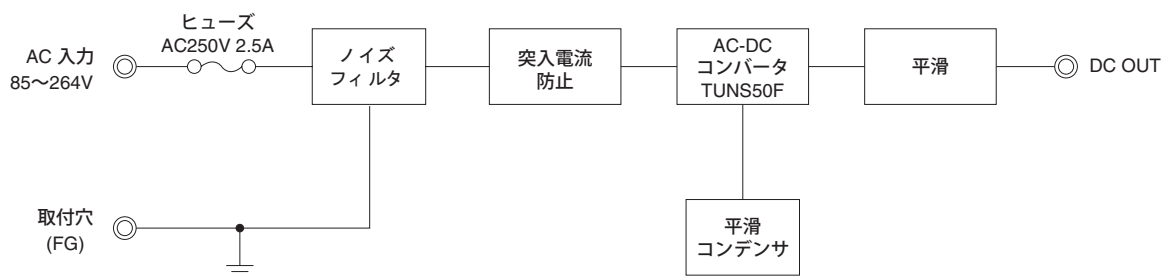 ヒューズ
AC250V 2.5A
AC 入力
85～264V
ノイズ
フィルタ
突入電流
防止
AC-DC
コンバータ
TUNS50F
平滑
DC OUT
取付穴
(FG)
平滑
コンデンサ